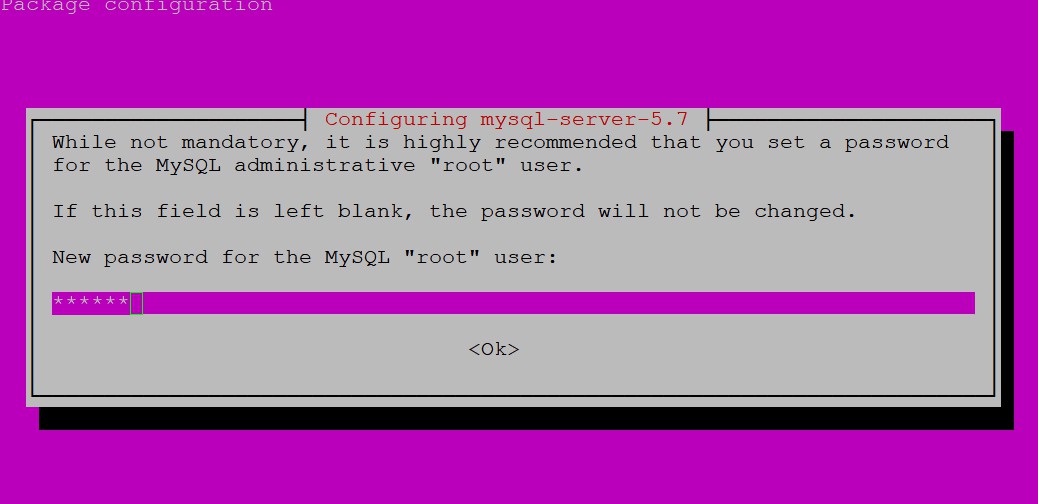 Package configuration
Configuring mysql-server-5.7
While not mandatory, it is highly recommended that you set a password
for the MySQL administrative "root" user.
If this field is left blank, the password will not be changed.
New password for the MySQL "root" user:
******
<Ok>